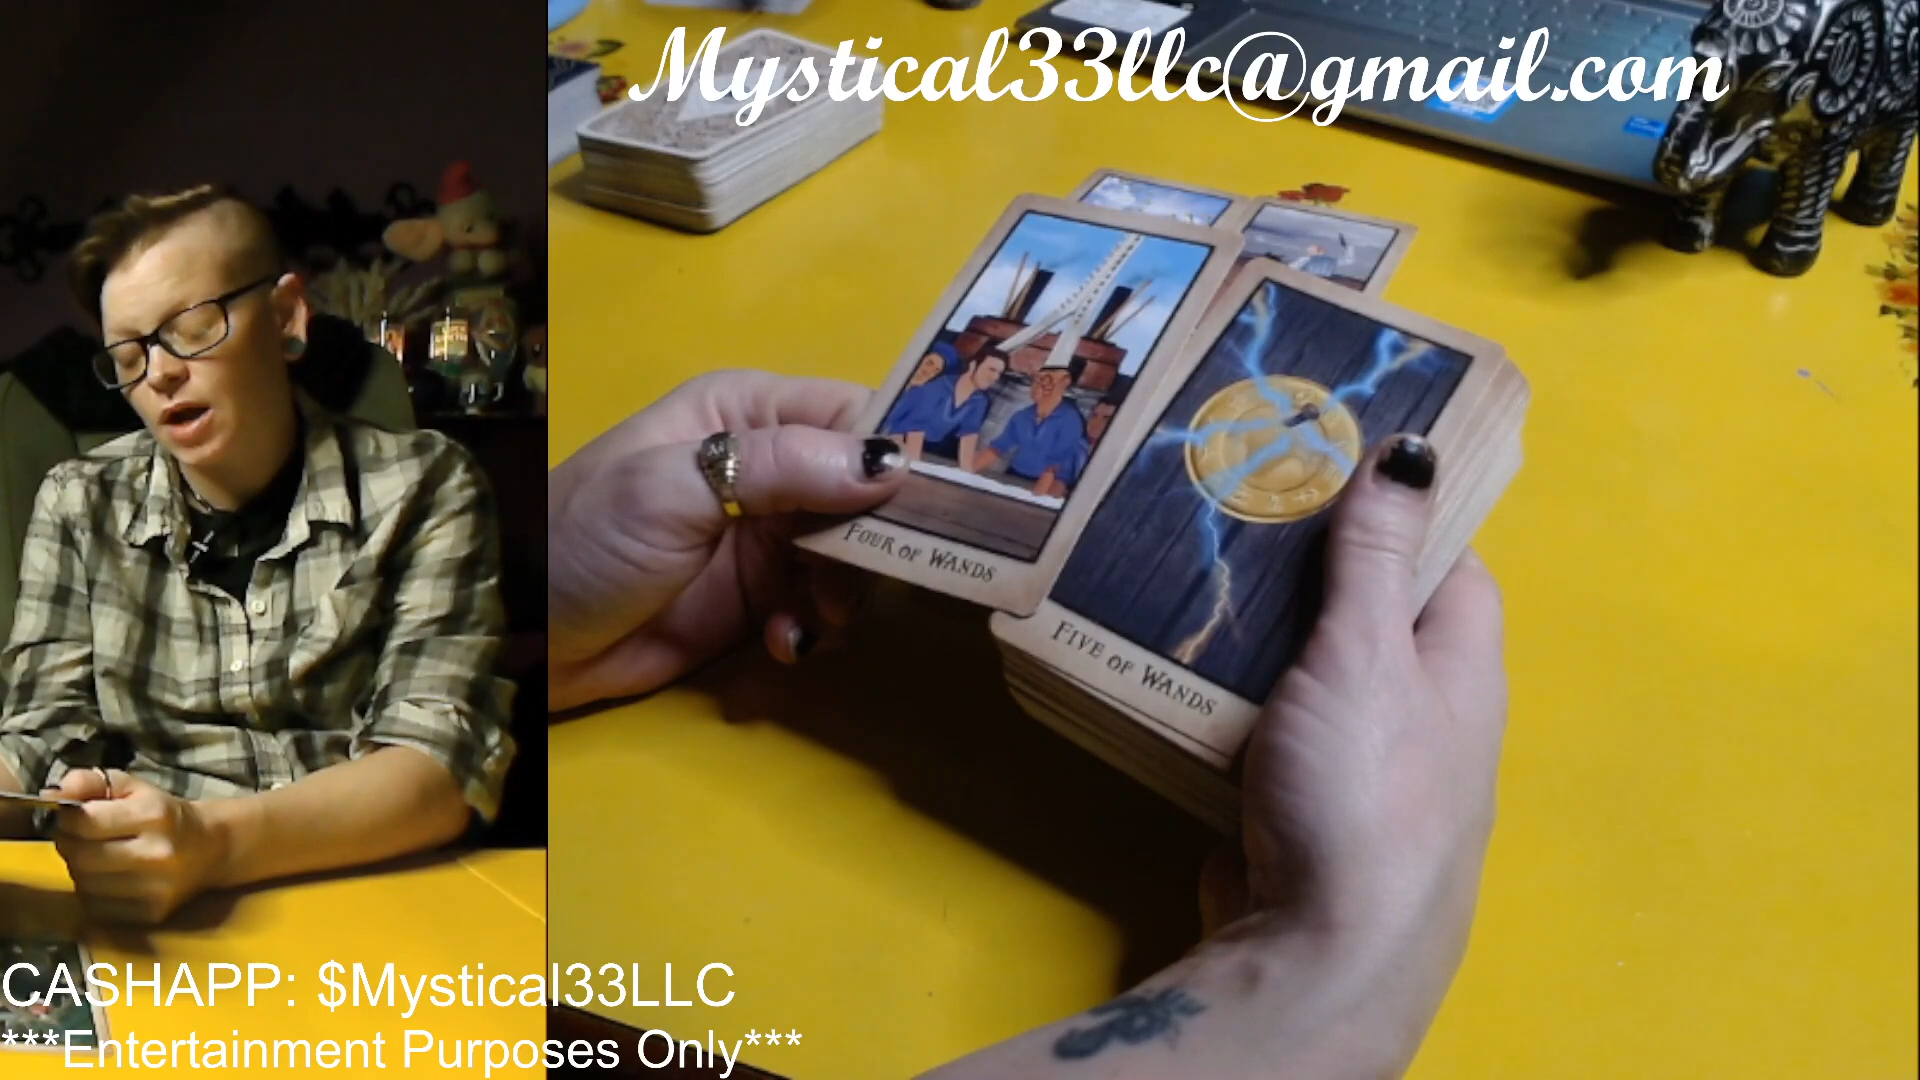 Mystical33llc@gmail.com
FOUR OF WANDS
FIVE OF WANDS
CASHAPP: $Mystical33LLC
***Entertainment Purposes Only***